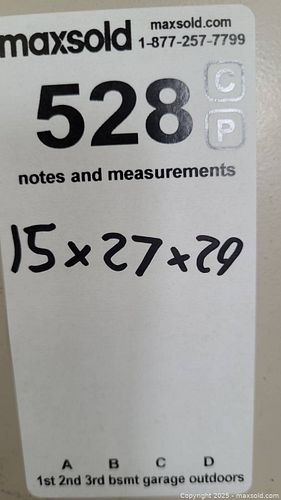 maxsold maxsold.com
1-877-257-7799
528 C
P
notes and measurements
15x27x29
A B C D
1st 2nd 3rd bsmt garage outdoors
Copyright 2025 - maxsold.com